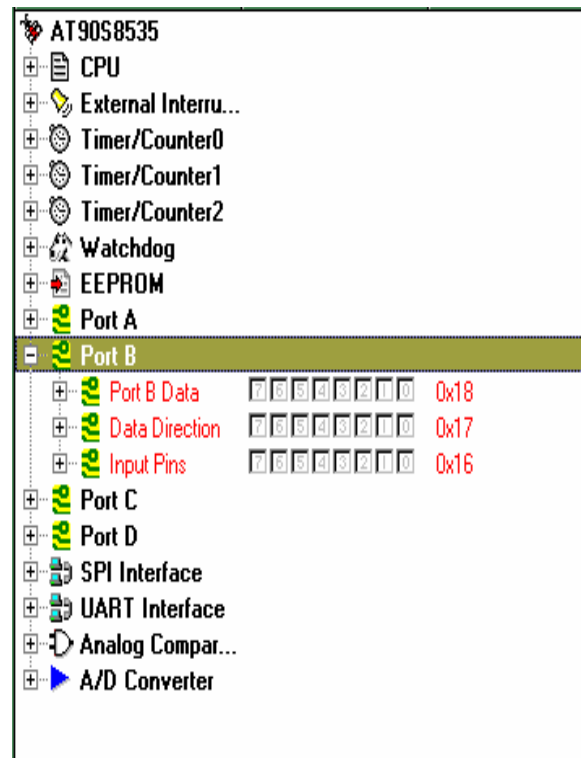 AT90S8535
CPU
External Interru...
Timer/Counter0
Timer/Counter1
Timer/Counter2
Watchdog
EEPROM
Port A
Port B
Port B Data 7 6 5 4 3 2 1 0 0x18
Data Direction 7 6 5 4 3 2 1 0 0x17
Input Pins 7 6 5 4 3 2 1 0 0x16
Port C
Port D
SPI Interface
UART Interface
Analog Compar...
A/D Converter